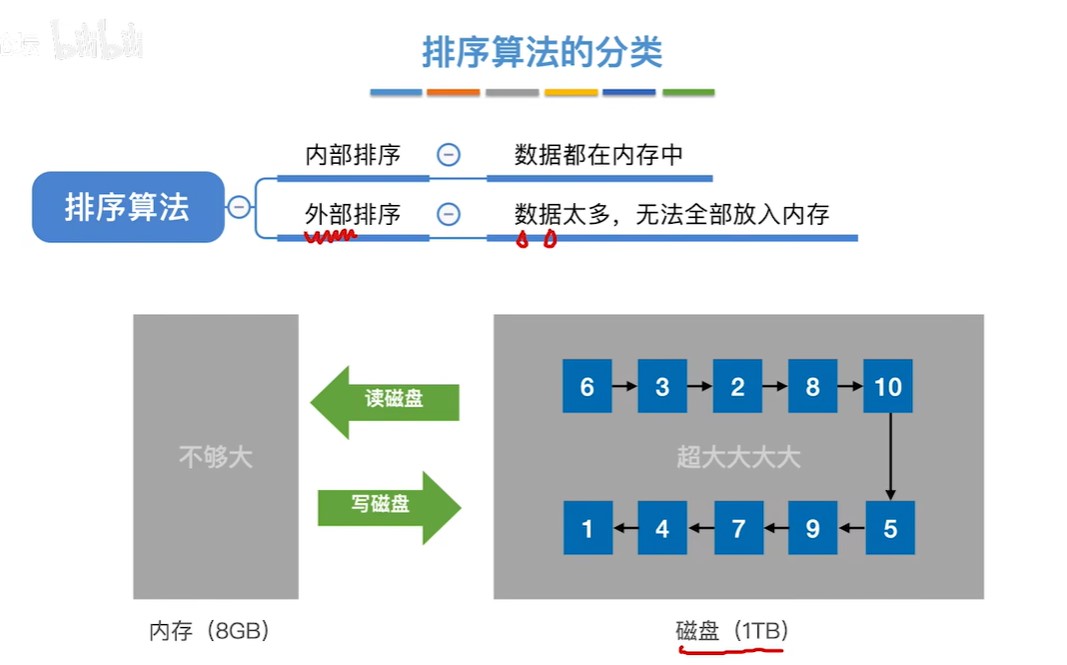 bilibili
排序算法的分类
内部排序 数据都在内存中
排序算法
外部排序 数据太多，无法全部放入内存
6 3 2 8 10
读磁盘
不够大 超大大大大
写磁盘
1 4 7 9 5
内存（8GB） 磁盘（1TB）